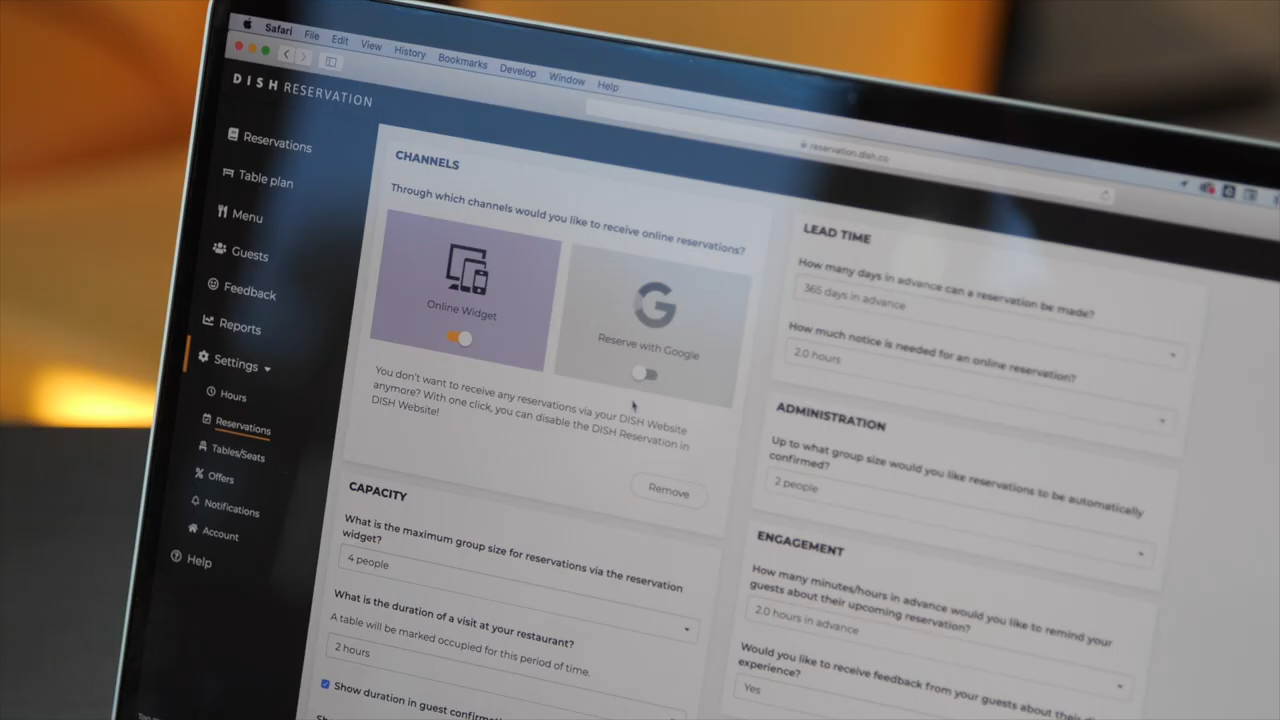 Safari File Edit View History Bookmarks Develop Window Help
reservation.dish.co
DISH RESERVATION
Reservations
Table plan
Menu
Guests
Feedback
Reports
Settings
Hours
Reservations
Tables/Seats
Offers
Notifications
Account
Help
CHANNELS
Through which channels would you like to receive online reservations?
Online Widget
Reserve with Google
You don't want to receive any reservations via your DISH Website
anymore? With one click, you can disable the DISH Reservation in
DISH Website!
Remove
CAPACITY
What is the maximum group size for reservations via the reservation
widget?
4 people
What is the duration of a visit at your restaurant?
A table will be marked occupied for this period of time.
2 hours
Show duration in guest
LEAD TIME
How many days in advance can a reservation be made?
365 days in advance
How much notice is needed for an online reservation?
2.0 hours
ADMINISTRATION
Up to what group size would you like reservations to be automatically
confirmed?
2 people
ENGAGEMENT
How many minutes/hours in advance would you like to remind your
guests about their upcoming reservation?
2.0 hours in advance
Would you like to receive feedback from your guests about their
experience?
Yes